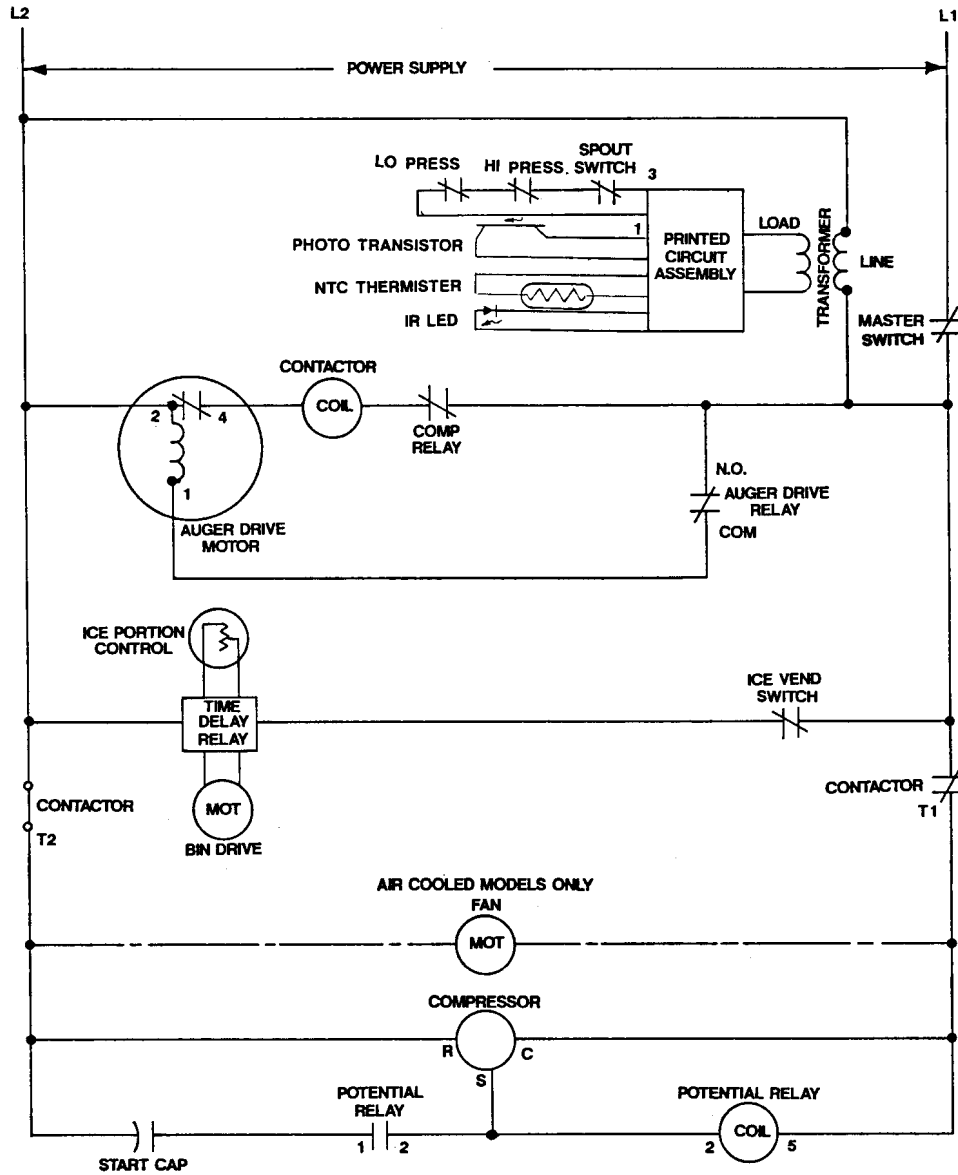 L2
L1
POWER SUPPLY
LO PRESS
HI PRESS.
SPOUT
SWITCH
3
1
PHOTO TRANSISTOR
NTC THERMISTER
IR LED
PRINTED
CIRCUIT
ASSEMBLY
LOAD
TRANSFORMER
LINE
MASTER
SWITCH
CONTACTOR
COIL
COMP
RELAY
2
4
1
AUGER DRIVE
MOTOR
N.O.
AUGER DRIVE
RELAY
COM
ICE PORTION
CONTROL
TIME
DELAY
RELAY
ICE VEND
SWITCH
CONTACTOR
T2
MOT
BIN DRIVE
CONTACTOR
T1
AIR COOLED MODELS ONLY
FAN
MOT
COMPRESSOR
R
C
S
POTENTIAL
RELAY
1
2
START CAP
POTENTIAL RELAY
2
COIL
5